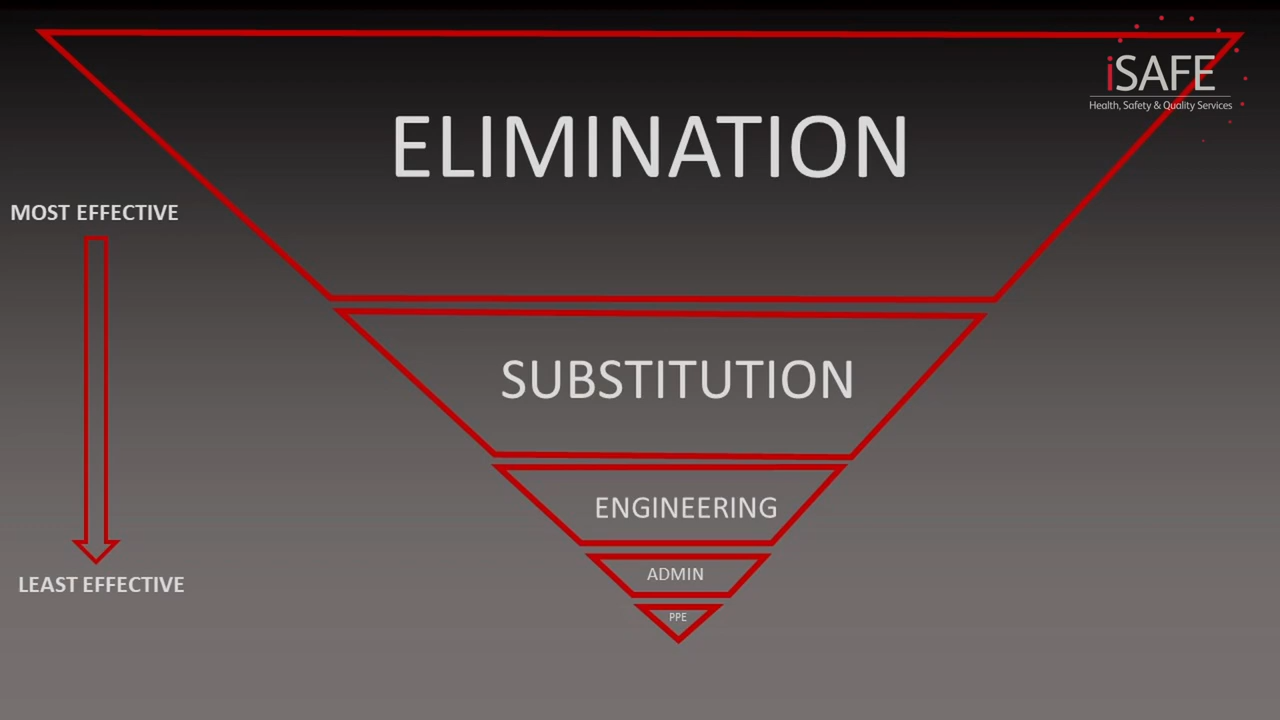 iSAFE
Health, Safety & Quality Services
ELIMINATION
MOST EFFECTIVE
SUBSTITUTION
ENGINEERING
ADMIN
LEAST EFFECTIVE
PPE